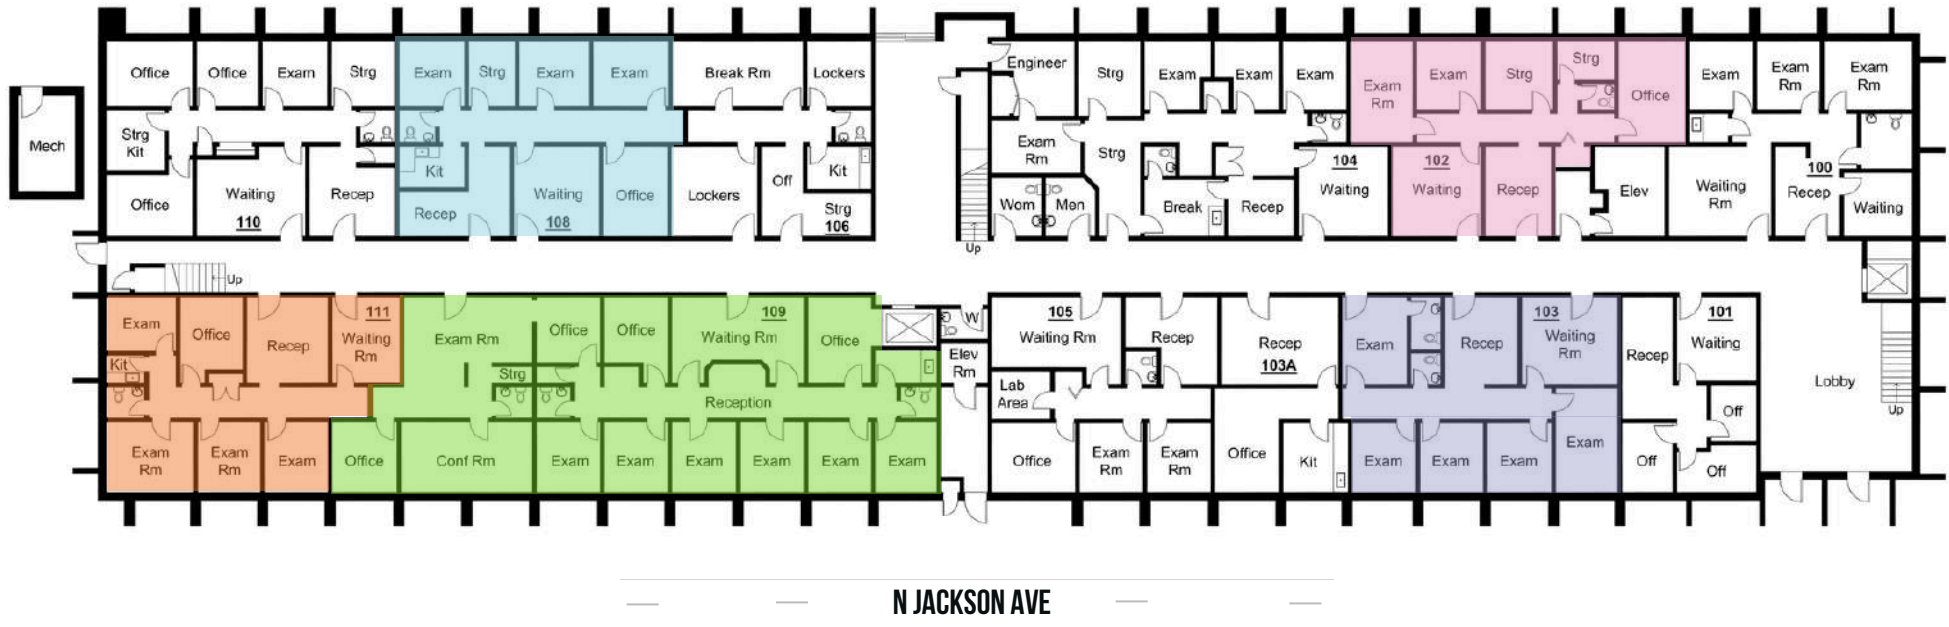 Office
Office
Exam
Strg
Exam
Strg
Exam
Exam
Break Rm
Lockers
Mech
Strg
Kit
Kit
Office
Waiting
110
Recep
Recep
Waiting
108
Office
Lockers
Off
Kit
Strg
106
Engineer
Strg
Exam
Exam
Exam
Exam
Rm
Exam
Strg
Strg
Office
Exam
Exam
Rm
Exam
Rm
Exam
Rm
Strg
Wom
Men
Break
Recep
104
Waiting
102
Waiting
Recep
Elev
Waiting
Rm
100
Recep
Waiting
Up
Up
Exam
Office
Recep
111
Waiting
Rm
Kit
Exam
Rm
Exam
Rm
Exam
Exam Rm
Office
Office
109
Waiting Rm
Office
Strg
Reception
Office
Conf Rm
Exam
Exam
Exam
Exam
Exam
Exam
W
Elev
Rm
105
Waiting Rm
Recep
Recep
103A
Lab
Area
Office
Exam
Rm
Exam
Rm
Office
Kit
Exam
Recep
103
Waiting
Rm
Exam
Exam
Exam
Exam
Recep
101
Waiting
Off
Off
Off
Lobby
Up
N JACKSON AVE